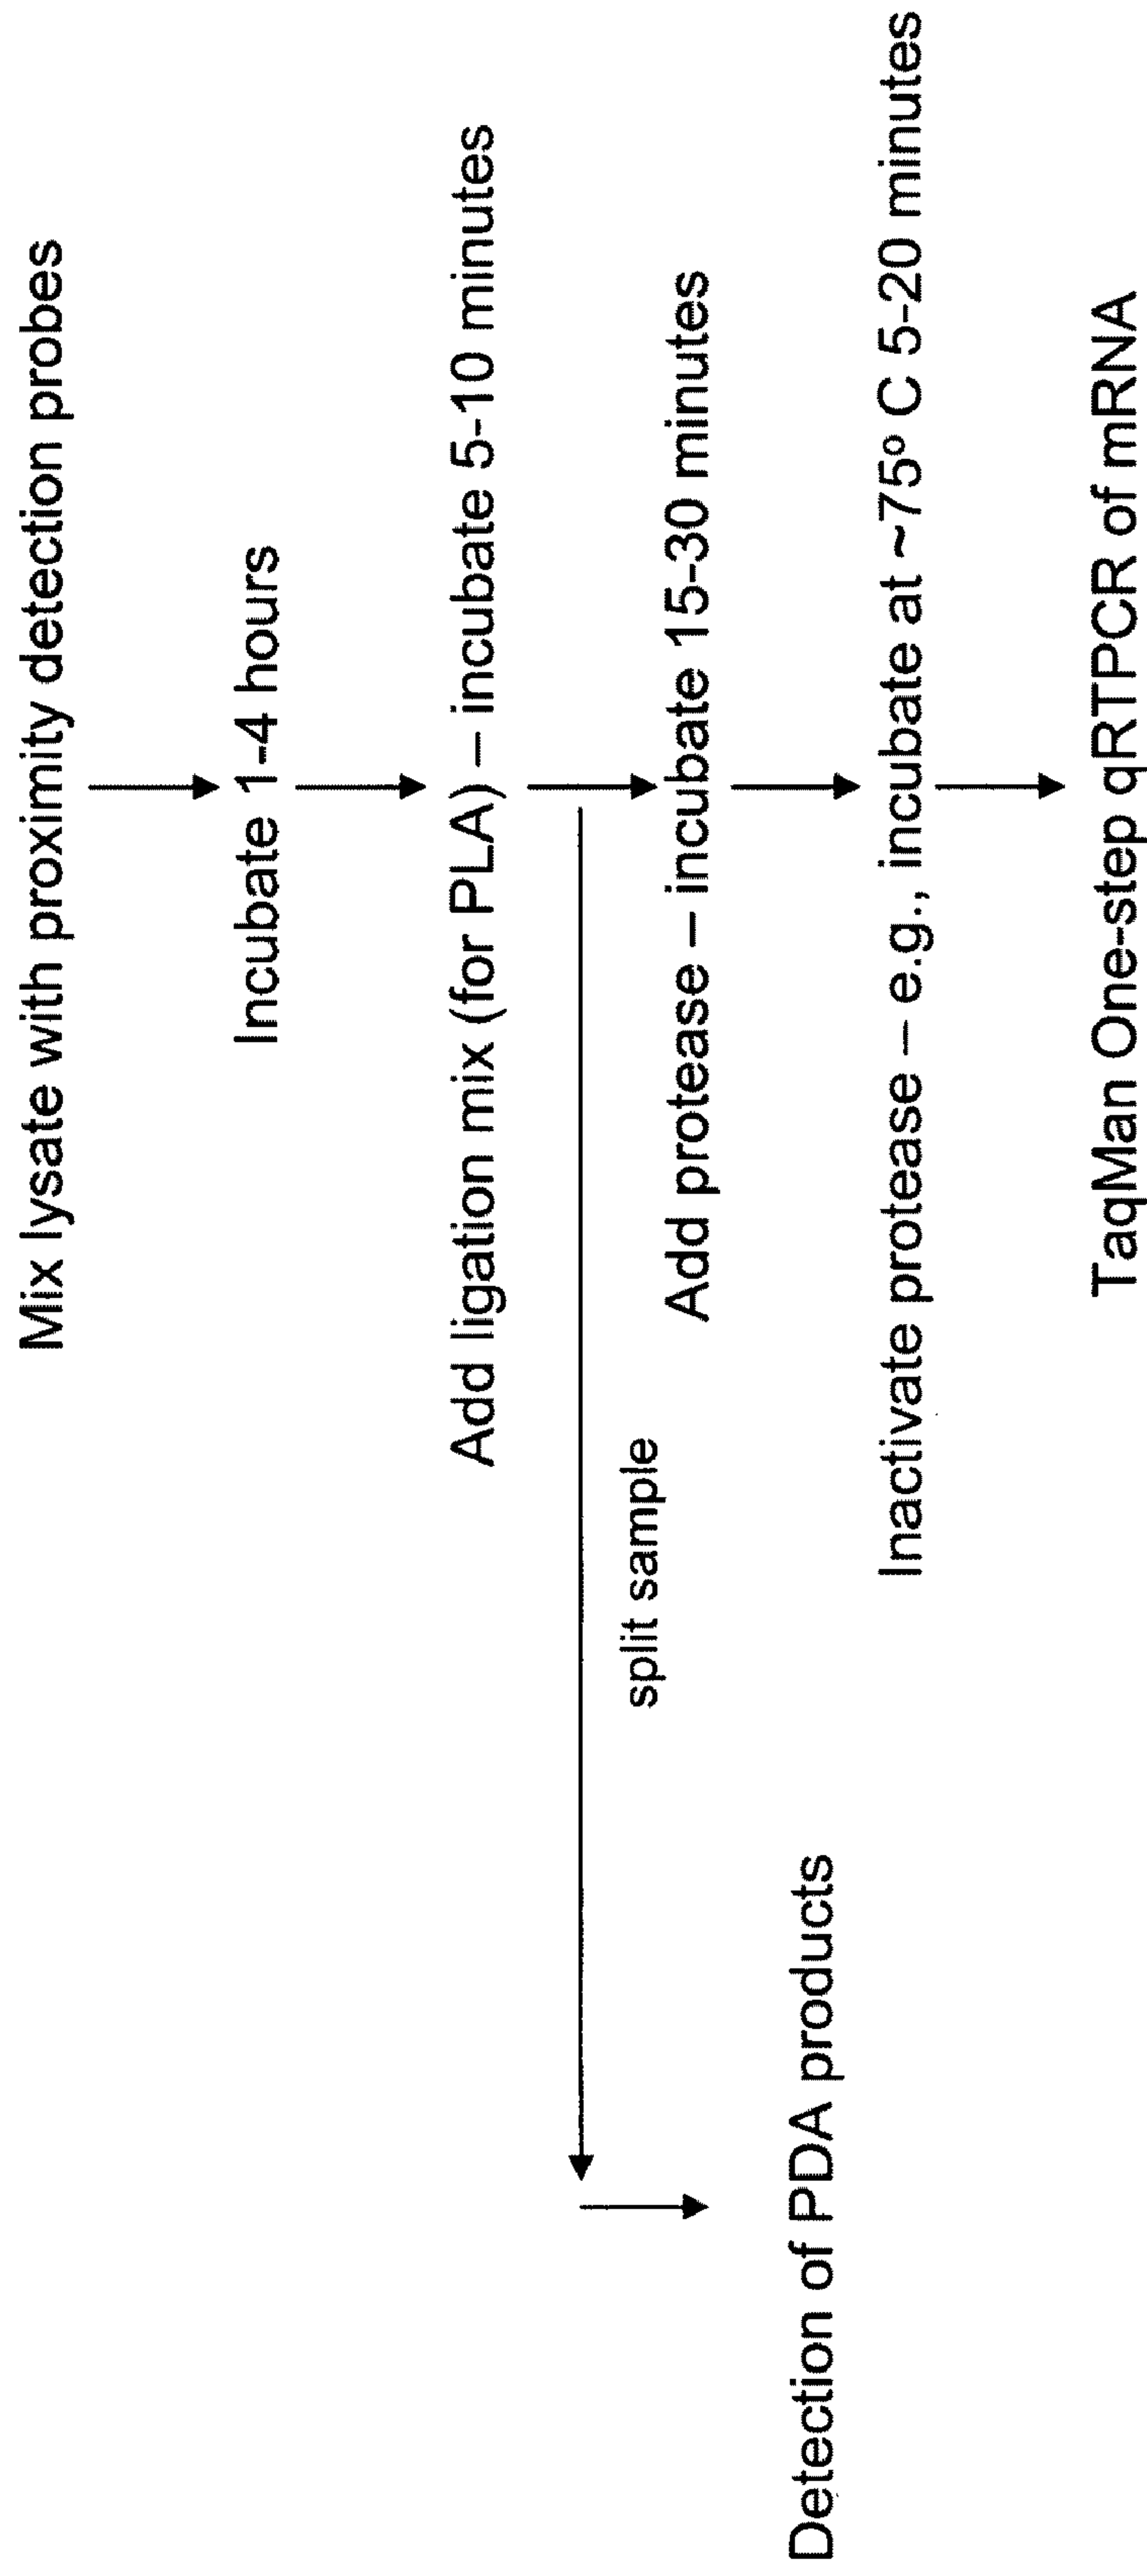 Mix lysate with proximity detection probes
Incubate 1-4 hours
Add ligation mix (for PLA) – incubate 5-10 minutes
split sample
Add protease – incubate 15-30 minutes
Detection of PDA products
Inactivate protease – e.g., incubate at ~75º C 5-20 minutes
TaqMan One-step qRTPCR of mRNA